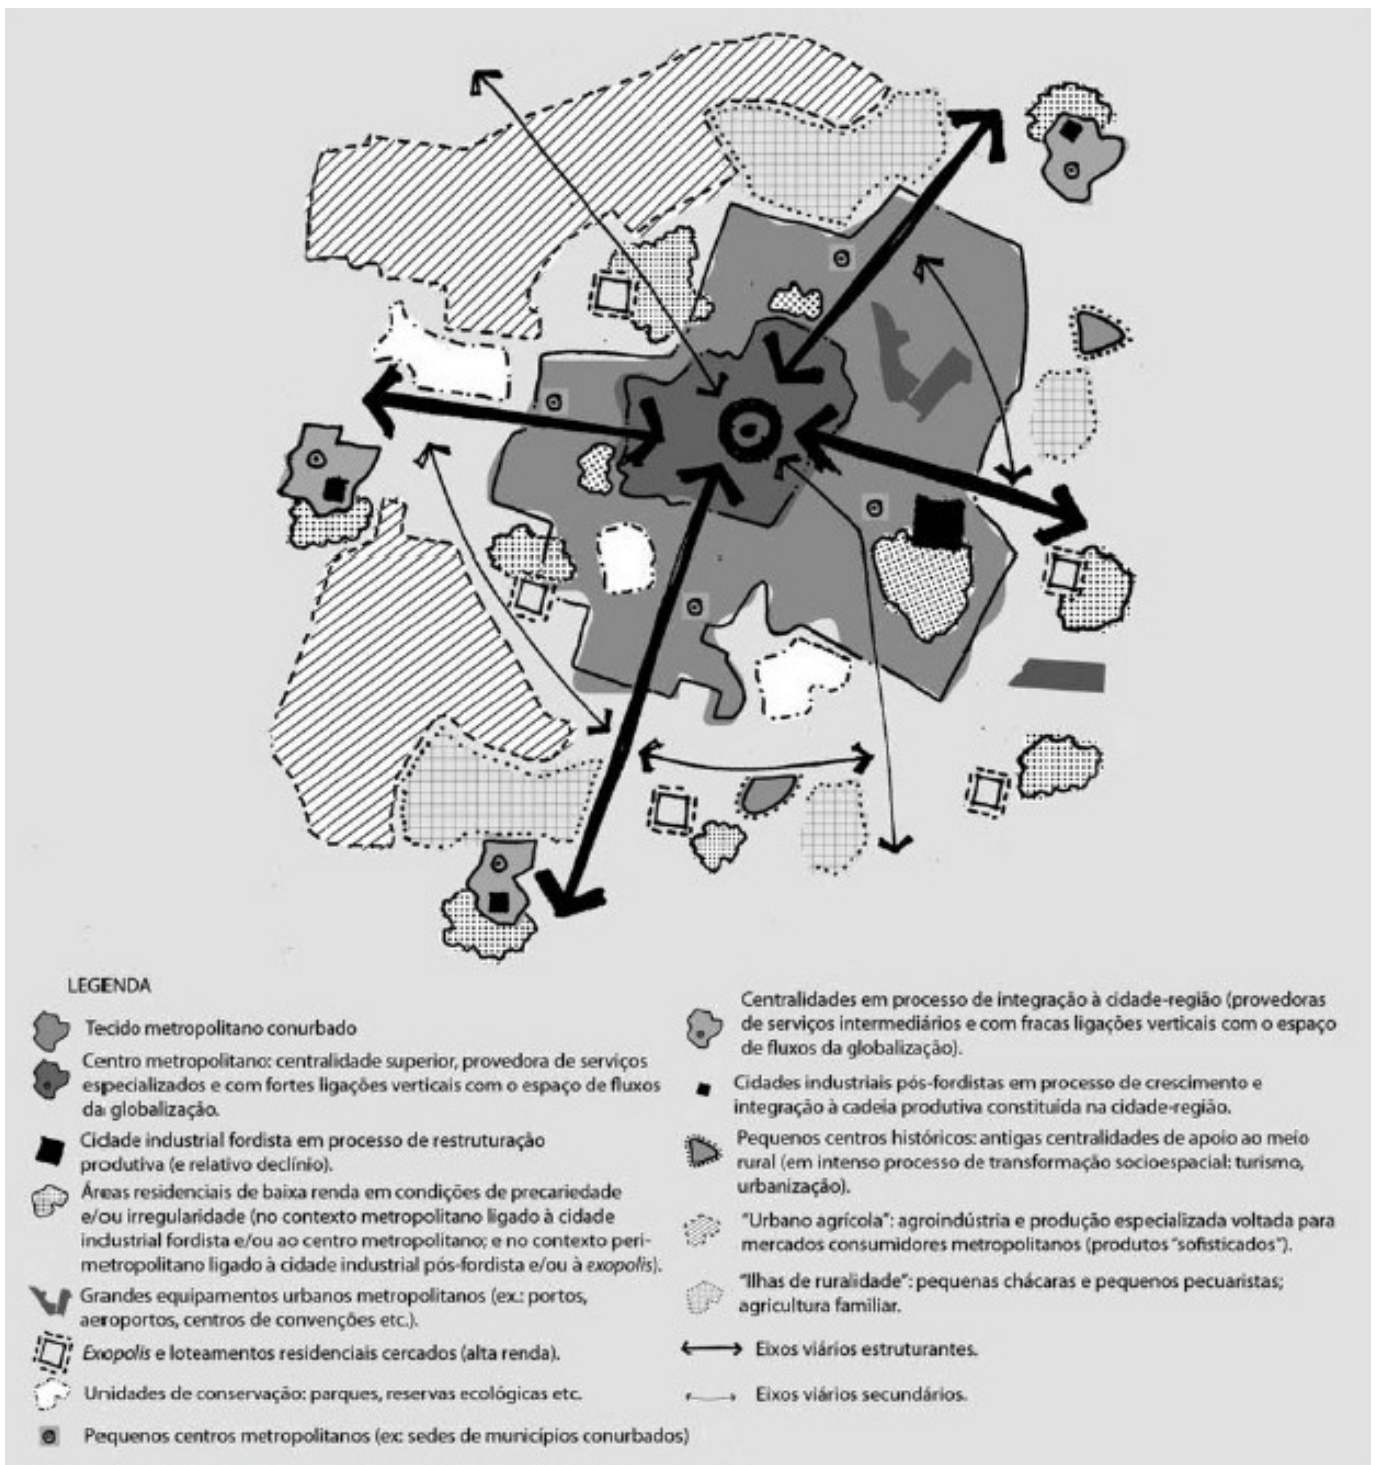 LEGENDA
Tecido metropolitano conurbado
Centro metropolitano: centralidade superior, provedora de serviços
especializados e com fortes ligações verticais com o espaço de fluxos
da globalização.
Cidade industrial fordista em processo de restruturação
produtiva (e relativo declínio).
Áreas residenciais de baixa renda em condições de precariedade
e/ou irregularidade (no contexto metropolitano ligado à cidade
industrial fordista e/ou ao centro metropolitano; e no contexto peri-
metropolitano ligado à cidade industrial pós-fordista e/ou à exopolis).
Grandes equipamentos urbanos metropolitanos (ex.: portos,
aeroportos, centros de convenções etc.).
Exopolis e loteamentos residenciais cercados (alta renda).
Unidades de conservação: parques, reservas ecológicas etc.
Pequenos centros metropolitanos (ex: sedes de municípios conurbados)
Centralidades em processo de integração à cidade-região (provedoras
de serviços intermediários e com fracas ligações verticais com o espaço
de fluxos da globalização).
Cidades industriais pós-fordistas em processo de crescimento e
integração à cadeia produtiva constituída na cidade-região.
Pequenos centros históricos: antigas centralidades de apoio ao meio
rural (em intenso processo de transformação socioespacial: turismo,
urbanização).
"Urbano agrícola": agroindústria e produção especializada voltada para
mercados consumidores metropolitanos (produtos "sofisticados").
"Ilhas de ruralidade": pequenas chácaras e pequenos pecuaristas;
agricultura familiar.
Eixos viários estruturantes.
Eixos viários secundários.